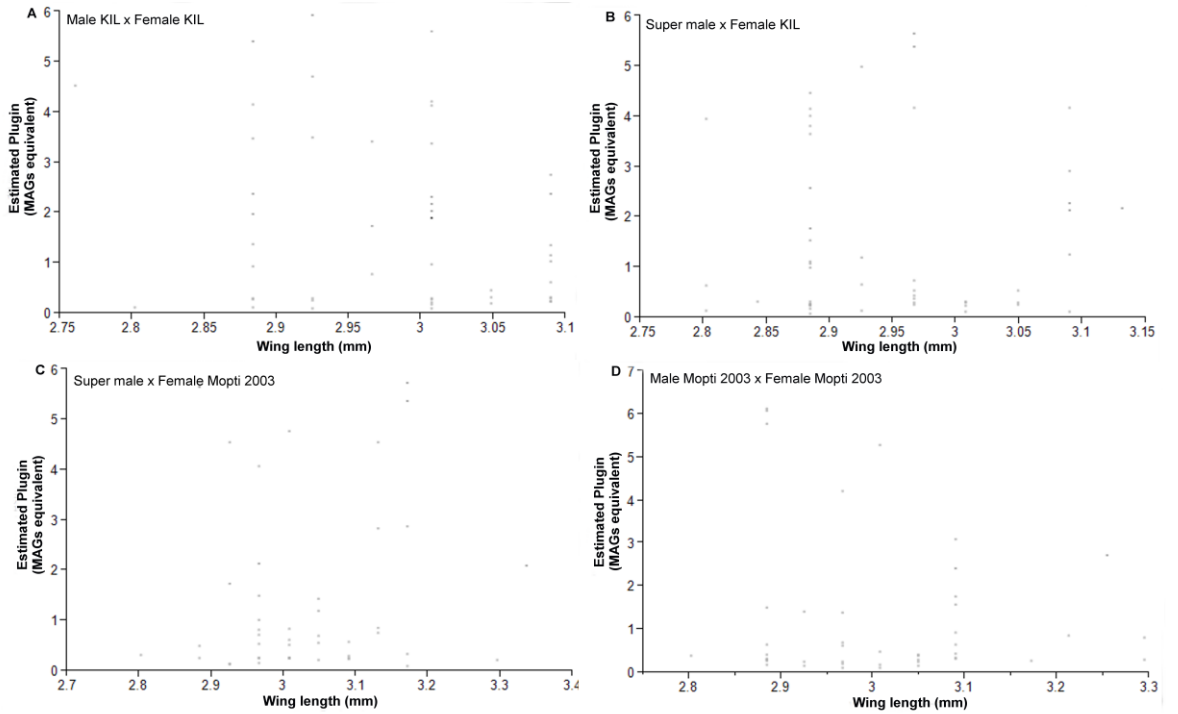 A Male KIL x Female KIL
Estimated Plugin
(MAGs equivalent)
6
5
4
3
2
1
0
2.75 2.8 2.85 2.9 2.95 3 3.05 3.1
Wing length (mm)
B Super male x Female KIL
Estimated Plugin
(MAGs equivalent)
6
5
4
3
2
1
0
2.75 2.8 2.85 2.9 2.95 3 3.05 3.1 3.15
Wing length (mm)
C Super male x Female Mopti 2003
Estimated Plugin
(MAGs equivalent)
6
5
4
3
2
1
0
2.7 2.8 2.9 3 3.1 3.2 3.3 3.4
Wing length (mm)
D Male Mopti 2003 x Female Mopti 2003
Estimated Plugin
(MAGs equivalent)
7
6
5
4
3
2
1
0
2.8 2.9 3 3.1 3.2 3.3
Wing length (mm)